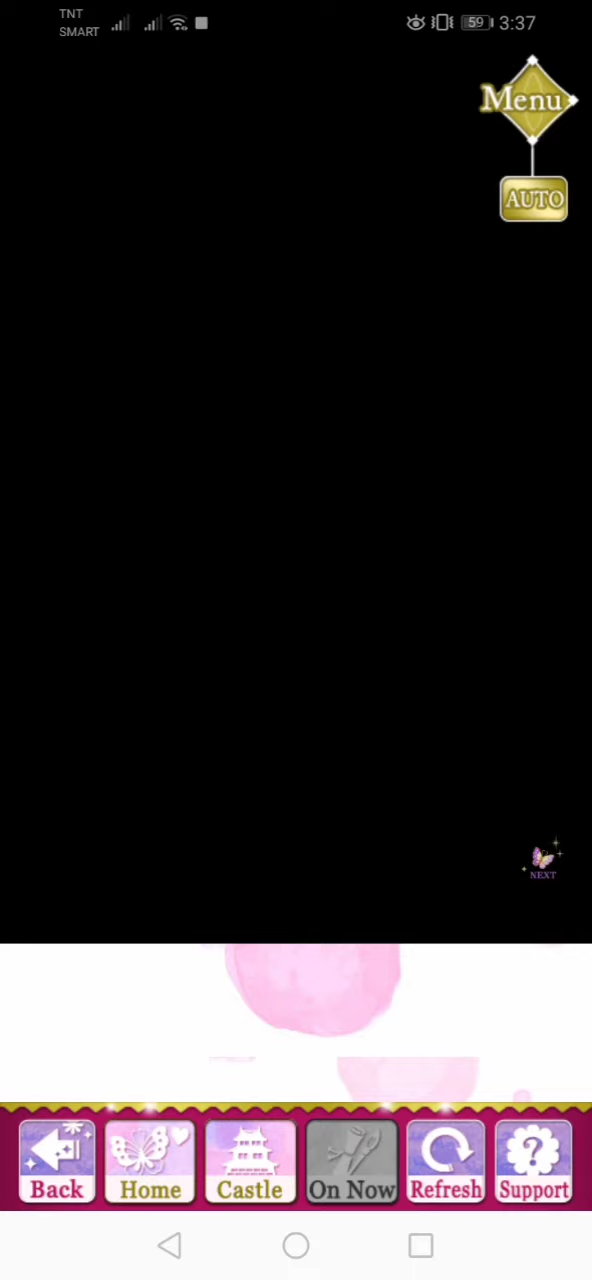 TNT
SMART
59 3:37
Menu
AUTO
NEXT
Back Home Castle On Now Refresh Support